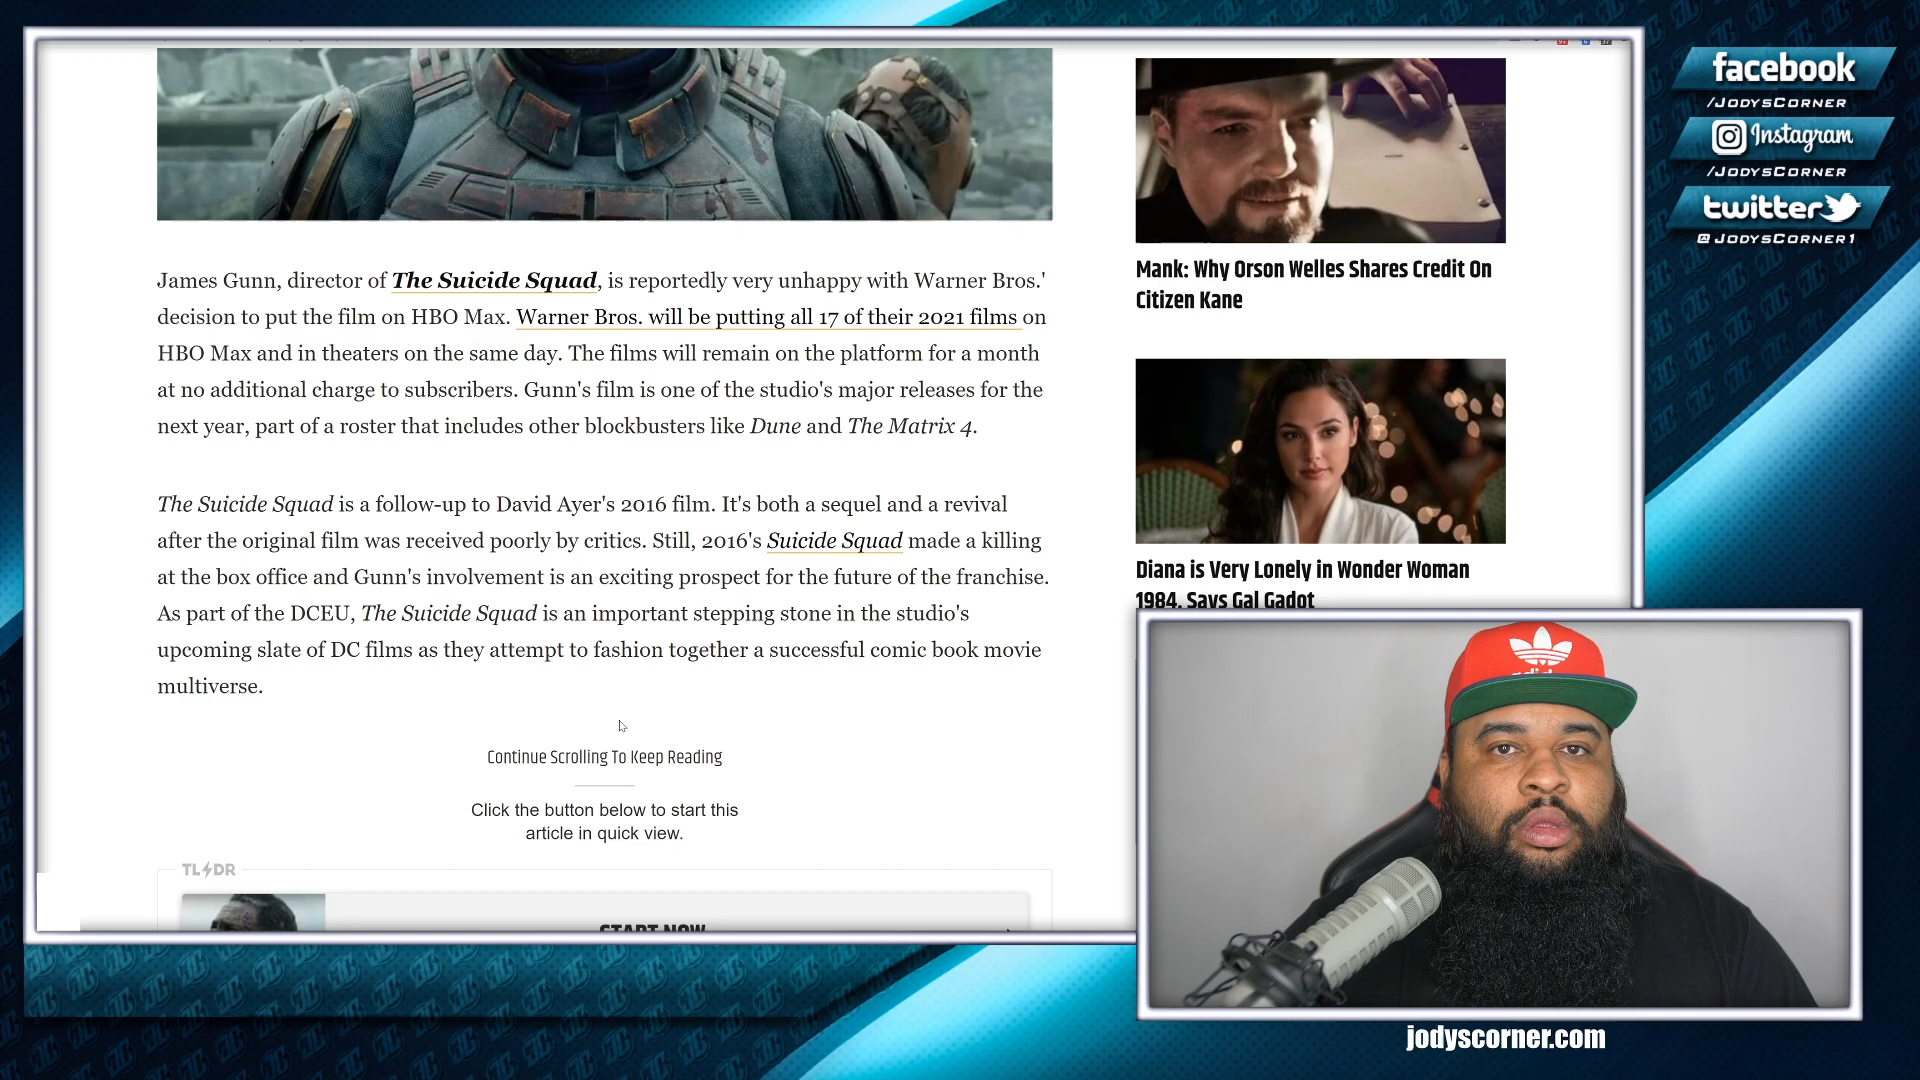 James Gunn, director of The Suicide Squad, is reportedly very unhappy with Warner Bros.'
decision to put the film on HBO Max. Warner Bros. will be putting all 17 of their 2021 films on
HBO Max and in theaters on the same day. The films will remain on the platform for a month
at no additional charge to subscribers. Gunn's film is one of the studio's major releases for the
next year, part of a roster that includes other blockbusters like Dune and The Matrix 4.
The Suicide Squad is a follow-up to David Ayer's 2016 film. It's both a sequel and a revival
after the original film was received poorly by critics. Still, 2016's Suicide Squad made a killing
at the box office and Gunn's involvement is an exciting prospect for the future of the franchise.
As part of the DCEU, The Suicide Squad is an important stepping stone in the studio's
upcoming slate of DC films as they attempt to fashion together a successful comic book movie
multiverse.
Continue Scrolling To Keep Reading
Click the button below to start this
article in quick view.
TL DR
START NOW
Mank: Why Orson Welles Shares Credit On
Citizen Kane
Diana is Very Lonely in Wonder Woman
1984, Says Gal Gadot
facebook
/JodysCorner
Instagram
/JodysCorner
twitter
@JodysCorner1
adidas
jodyscorner.com